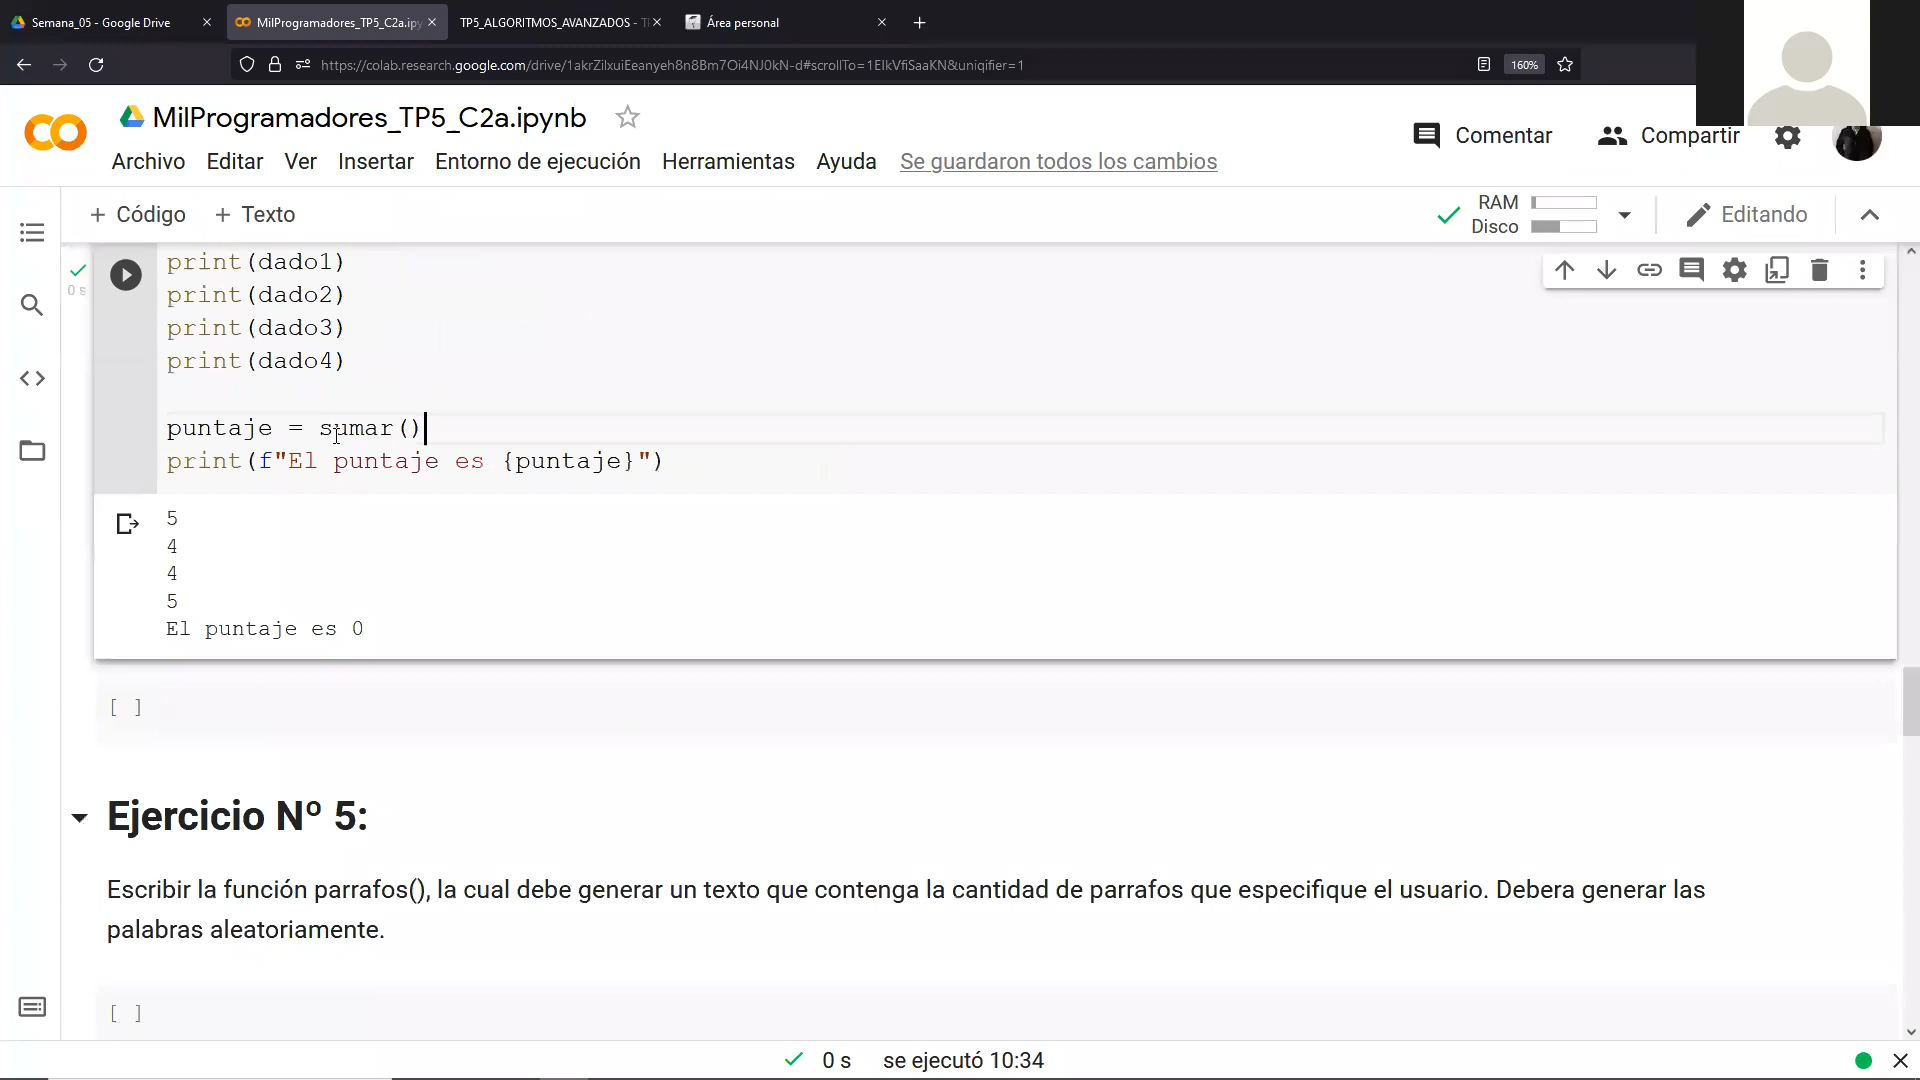 Semana_05 - Google Drive
MilProgramadores_TP5_C2a.ipy
TP5_ALGORITMOS_AVANZADOS - 
Área personal
https://colab.research.google.com/drive/1akrZilxuiEeanyeh8n8Bm7Oi4NJ0kN-d#scrollTo=1EIkVfiSaaKN&uniqifier=1
160%
MilProgramadores_TP5_C2a.ipynb
Comentar
Compartir
Archivo Editar Ver Insertar Entorno de ejecución Herramientas Ayuda Se guardaron todos los cambios
+ Código + Texto
RAM
Disco
Editando
0 s
print(dado1)
print(dado2)
print(dado3)
print(dado4)
puntaje = sumar()
print(f"El puntaje es {puntaje}")
5
4
4
5
El puntaje es 0
[ ]
Ejercicio Nº 5:
Escribir la función parrafos(), la cual debe generar un texto que contenga la cantidad de parrafos que especifique el usuario. Debera generar las
palabras aleatoriamente.
[ ]
0 s se ejecutó 10:34